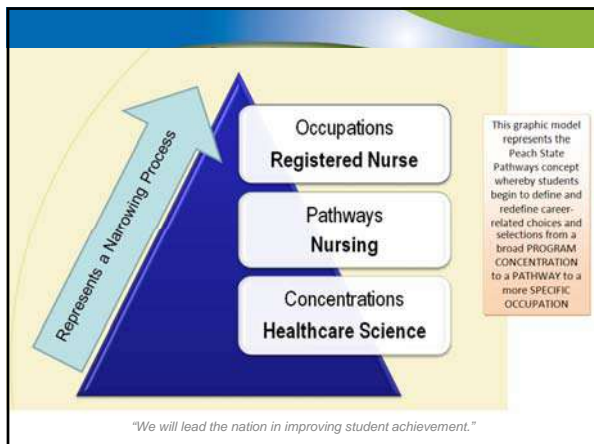 Represents a Narrowing Process
Occupations
Registered Nurse
Pathways
Nursing
Concentrations
Healthcare Science
This graphic model
represents the
Peach State
Pathways concept
whereby students
begin to define and
redefine career-
related choices and
selections from a
broad PROGRAM
CONCENTRATION
to a PATHWAY to a
more SPECIFIC
OCCUPATION
“We will lead the nation in improving student achievement.”